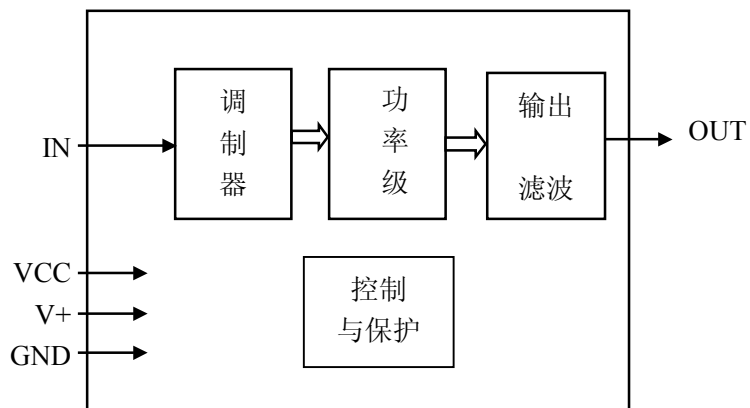 调
制
器
功
率
级
输出
滤波
IN
OUT
VCC
V+
GND
控制
与保护